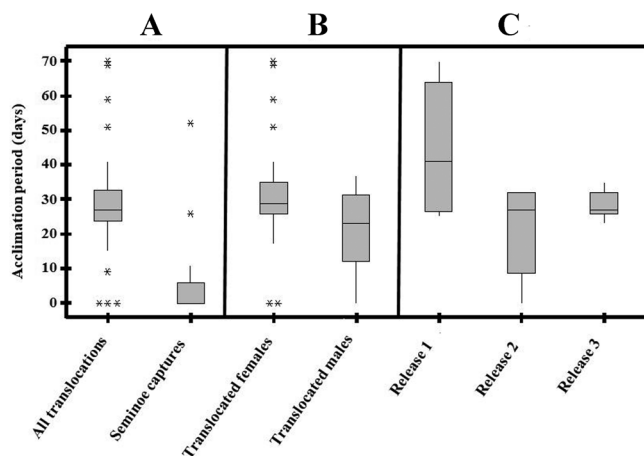 A
B
C
Acclimation period (days)
70
60
50
40
30
20
10
0
All translocations
Seminoe captures
Translocated females
Translocated males
Release 1
Release 2
Release 3